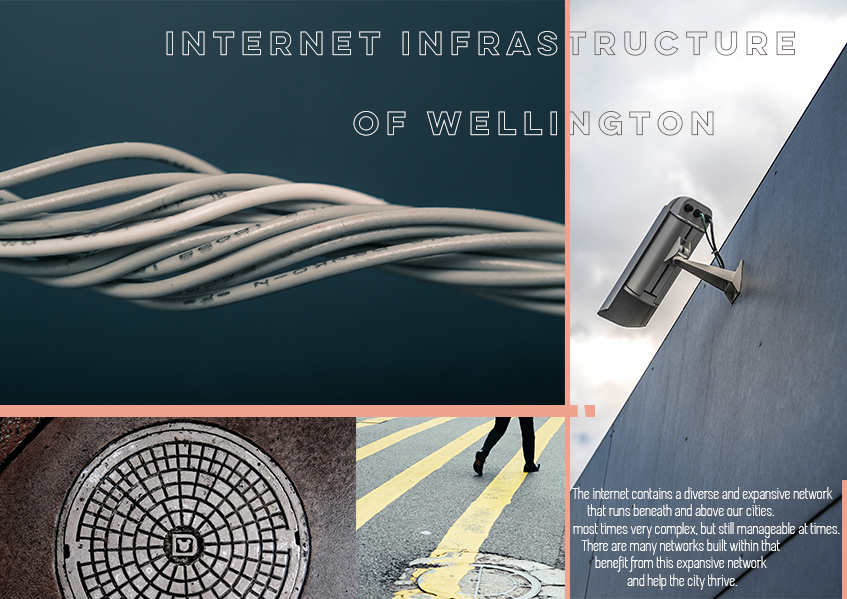 INTERNET INFRASTRUCTURE
OF WELLINGTON
The internet contains a diverse and expansive network
that runs beneath and above our cities.
most times very complex, but still manageable at times.
There are many networks built within that
benefit from this expansive network
and help the city thrive.